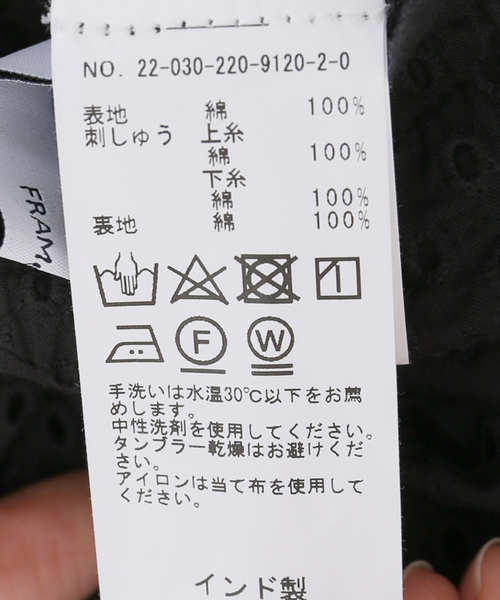 NO. 22-030-220-9120-2-0
表地 綿 100%
刺しゅう 上糸
綿 100%
下糸
綿 100%
裏地 綿 100%
FRAM
F
W
手洗いは水温30℃以下をお薦
めします。
中性洗剤を使用してください。
タンブラー乾燥はお避けくだ
さい。
アイロンは当て布を使用して
ください。
インド製